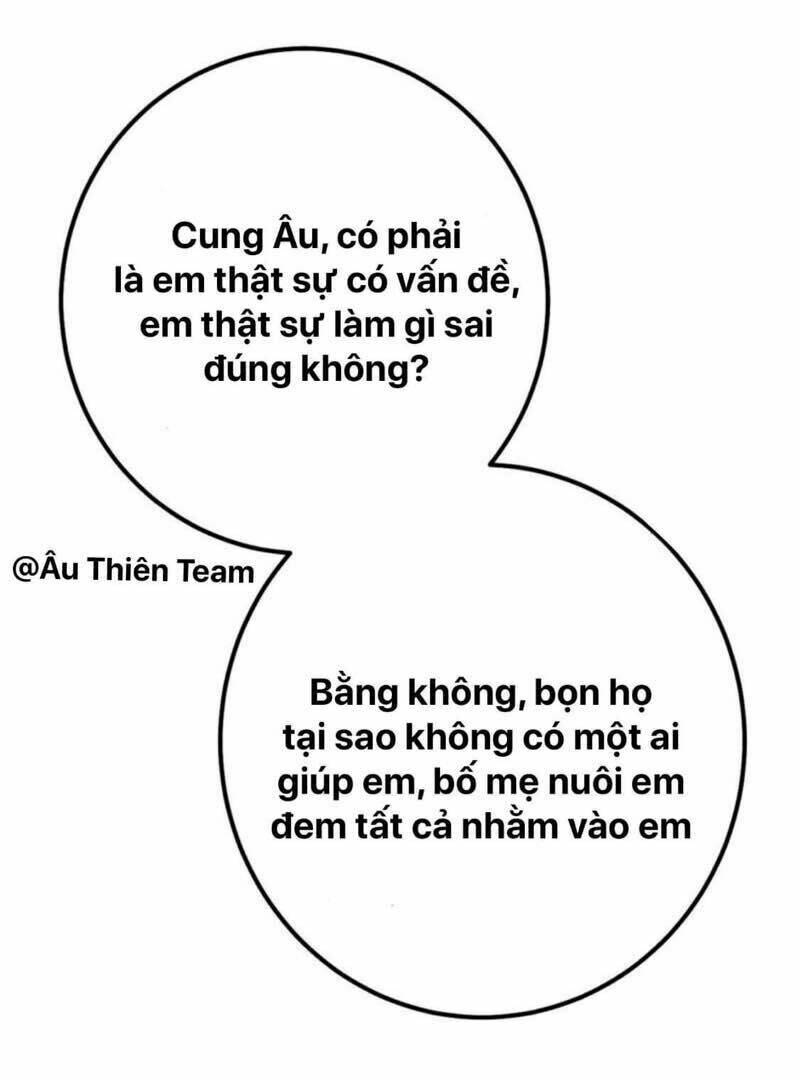 Cung Âu, có phải
là em thật sự có vấn đề,
em thật sự làm gì sai
đúng không?
@Âu Thiên Team
Bằng không, bọn họ
tại sao không có một ai
giúp em, bố mẹ nuôi em
đem tất cả nhằm vào em